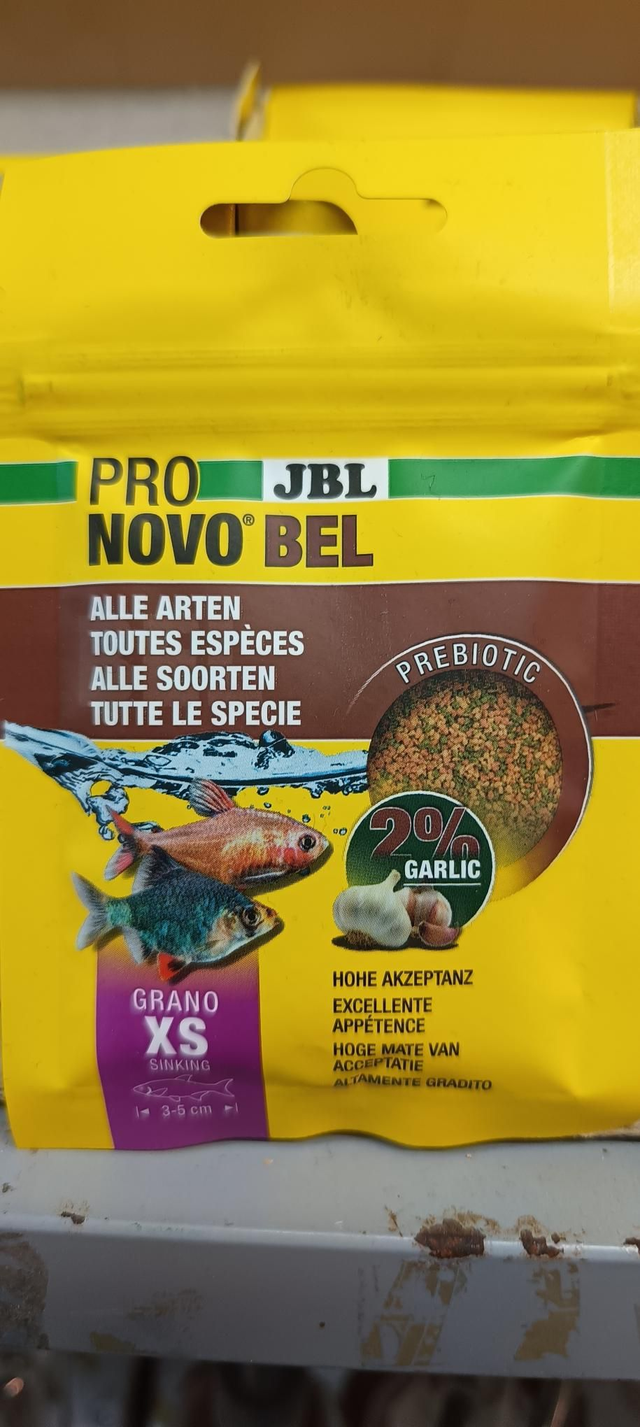 PRO JBL
NOVO® BEL
ALLE ARTEN
TOUTES ESPÈCES
ALLE SOORTEN
TUTTE LE SPECIE
PREBIOTIC
2%
GARLIC
GRANO
XS
SINKING
3-5 cm
HOHE AKZEPTANZ
EXCELLENTE
APPÉTENCE
HOGE MATE VAN
ACCEPTATIE
ALTAMENTE GRADITO